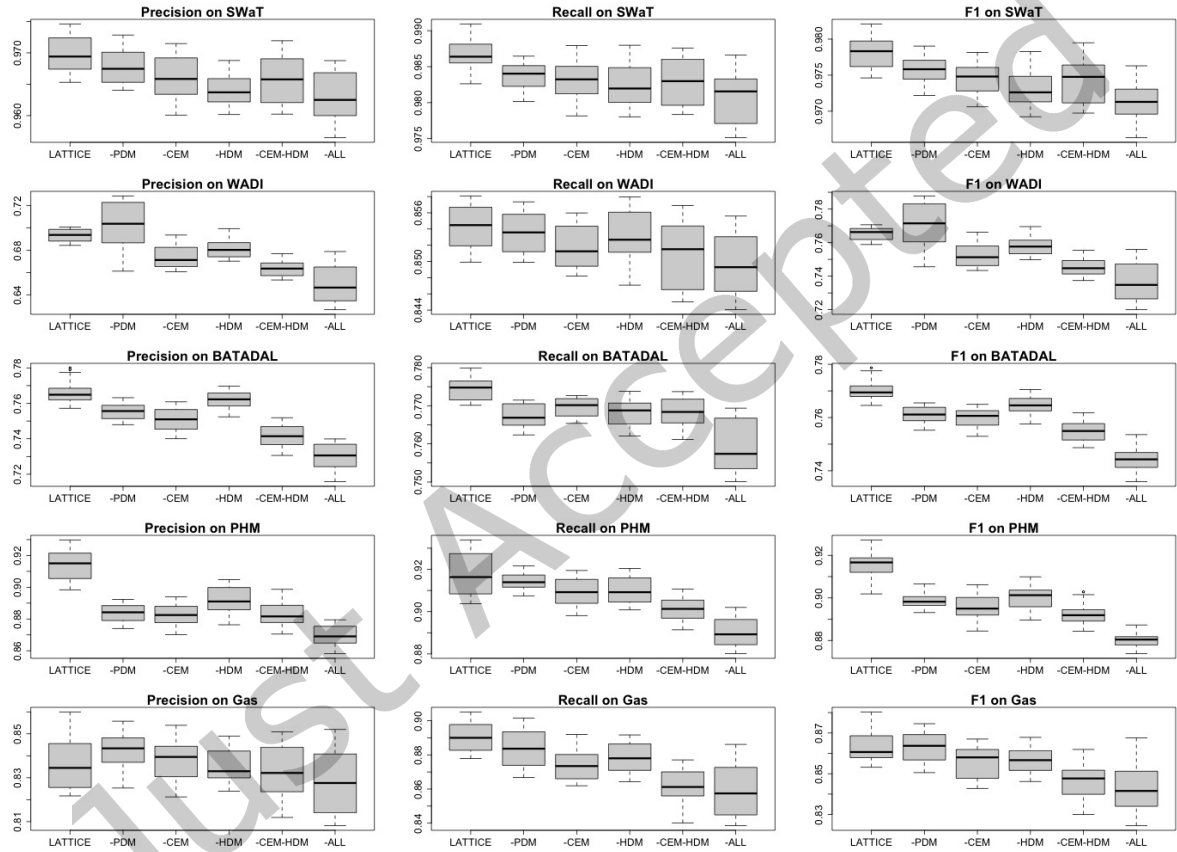 Precision on SWaT
0.960 0.970
LATTICE -PDM -CEM -HDM -CEM-HDM -ALL
Recall on SWaT
0.975 0.980 0.985 0.990
LATTICE -PDM -CEM -HDM -CEM-HDM -ALL
F1 on SWaT
0.970 0.975 0.980
LATTICE -PDM -CEM -HDM -CEM-HDM -ALL
Precision on WADI
0.64 0.68 0.72
LATTICE -PDM -CEM -HDM -CEM-HDM -ALL
Recall on WADI
0.844 0.850 0.856
LATTICE -PDM -CEM -HDM -CEM-HDM -ALL
F1 on WADI
0.72 0.74 0.76 0.78
LATTICE -PDM -CEM -HDM -CEM-HDM -ALL
Precision on BATADAL
0.72 0.74 0.76 0.78
LATTICE -PDM -CEM -HDM -CEM-HDM -ALL
Recall on BATADAL
0.750 0.760 0.770 0.780
LATTICE -PDM -CEM -HDM -CEM-HDM -ALL
F1 on BATADAL
0.74 0.76 0.78
LATTICE -PDM -CEM -HDM -CEM-HDM -ALL
Precision on PHM
0.86 0.88 0.90 0.92
LATTICE -PDM -CEM -HDM -CEM-HDM -ALL
Recall on PHM
0.88 0.90 0.92
LATTICE -PDM -CEM -HDM -CEM-HDM -ALL
F1 on PHM
0.88 0.90 0.92
LATTICE -PDM -CEM -HDM -CEM-HDM -ALL
Precision on Gas
0.81 0.83 0.85
LATTICE -PDM -CEM -HDM -CEM-HDM -ALL
Recall on Gas
0.84 0.86 0.88 0.90
LATTICE -PDM -CEM -HDM -CEM-HDM -ALL
F1 on Gas
0.83 0.85 0.87
LATTICE -PDM -CEM -HDM -CEM-HDM -ALL
Just Accepted